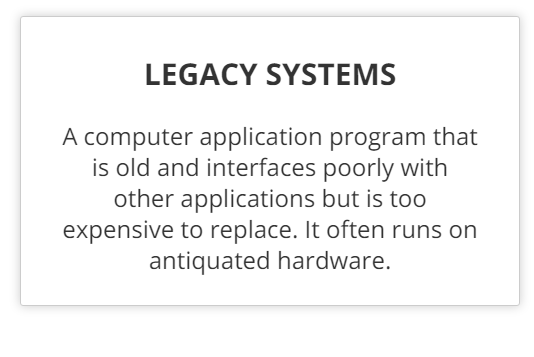 LEGACY SYSTEMS
A computer application program that
is old and interfaces poorly with
other applications but is too
expensive to replace. It often runs on
antiquated hardware.